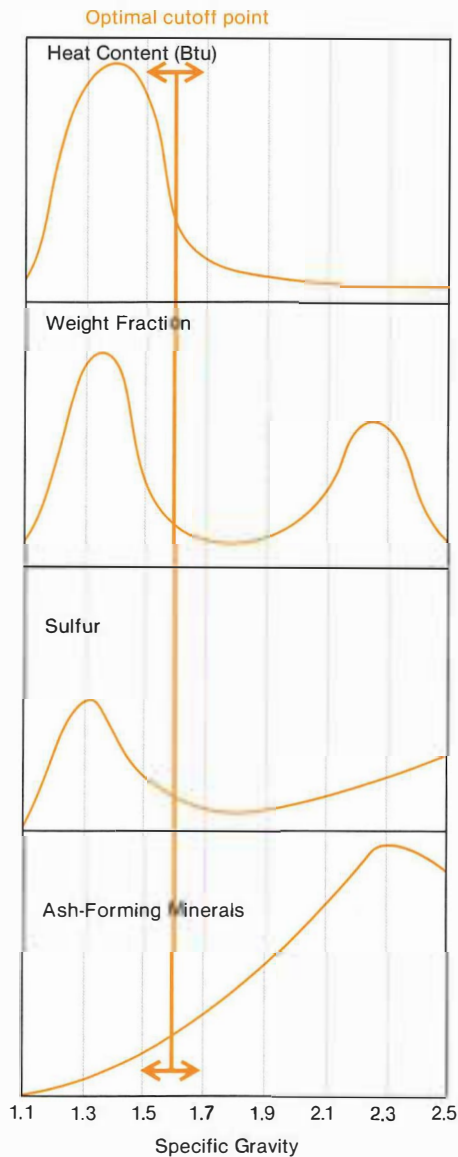 Optimal cutoff point
Heat Content (Btu)
Weight Fraction
Sulfur
Ash-Forming Minerals
1.1 1.3 1.5 1.7 1.9 2.1 2.3 2.5
Specific Gravity